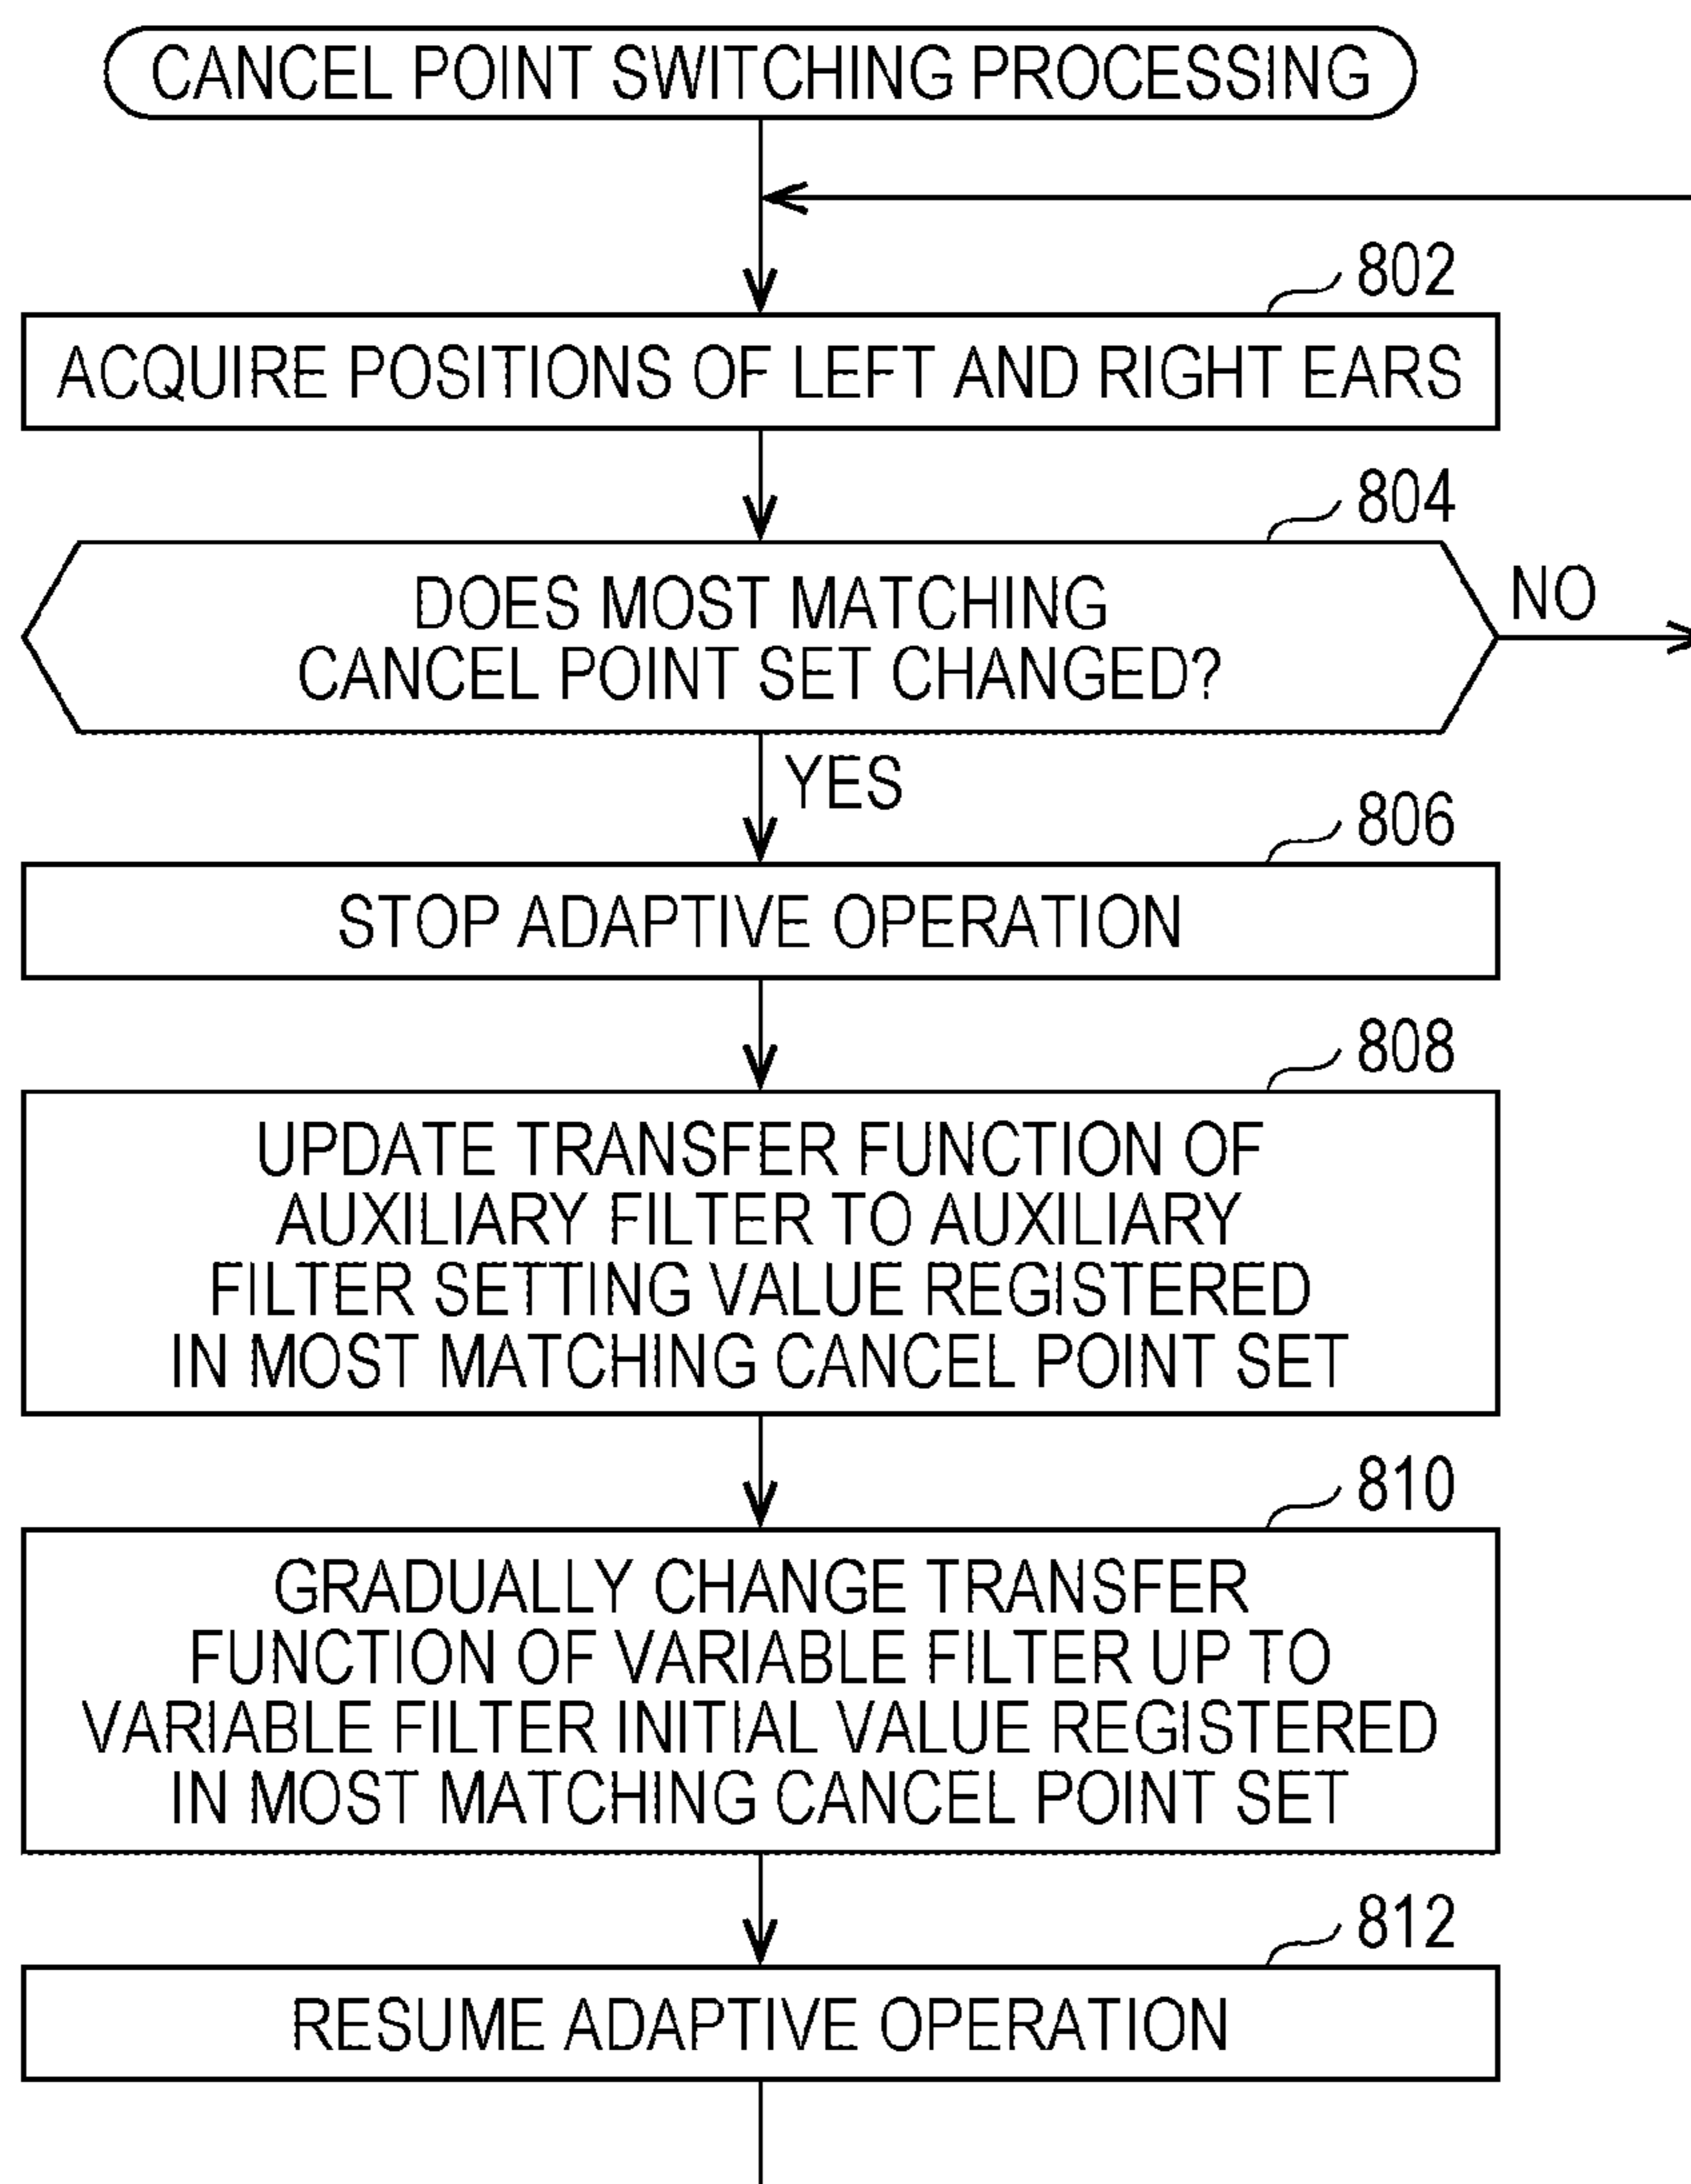 CANCEL POINT SWITCHING PROCESSING
802
ACQUIRE POSITIONS OF LEFT AND RIGHT EARS
804
DOES MOST MATCHING
CANCEL POINT SET CHANGED?
NO
YES
806
STOP ADAPTIVE OPERATION
808
UPDATE TRANSFER FUNCTION OF
AUXILIARY FILTER TO AUXILIARY
FILTER SETTING VALUE REGISTERED
IN MOST MATCHING CANCEL POINT SET
810
GRADUALLY CHANGE TRANSFER
FUNCTION OF VARIABLE FILTER UP TO
VARIABLE FILTER INITIAL VALUE REGISTERED
IN MOST MATCHING CANCEL POINT SET
812
RESUME ADAPTIVE OPERATION